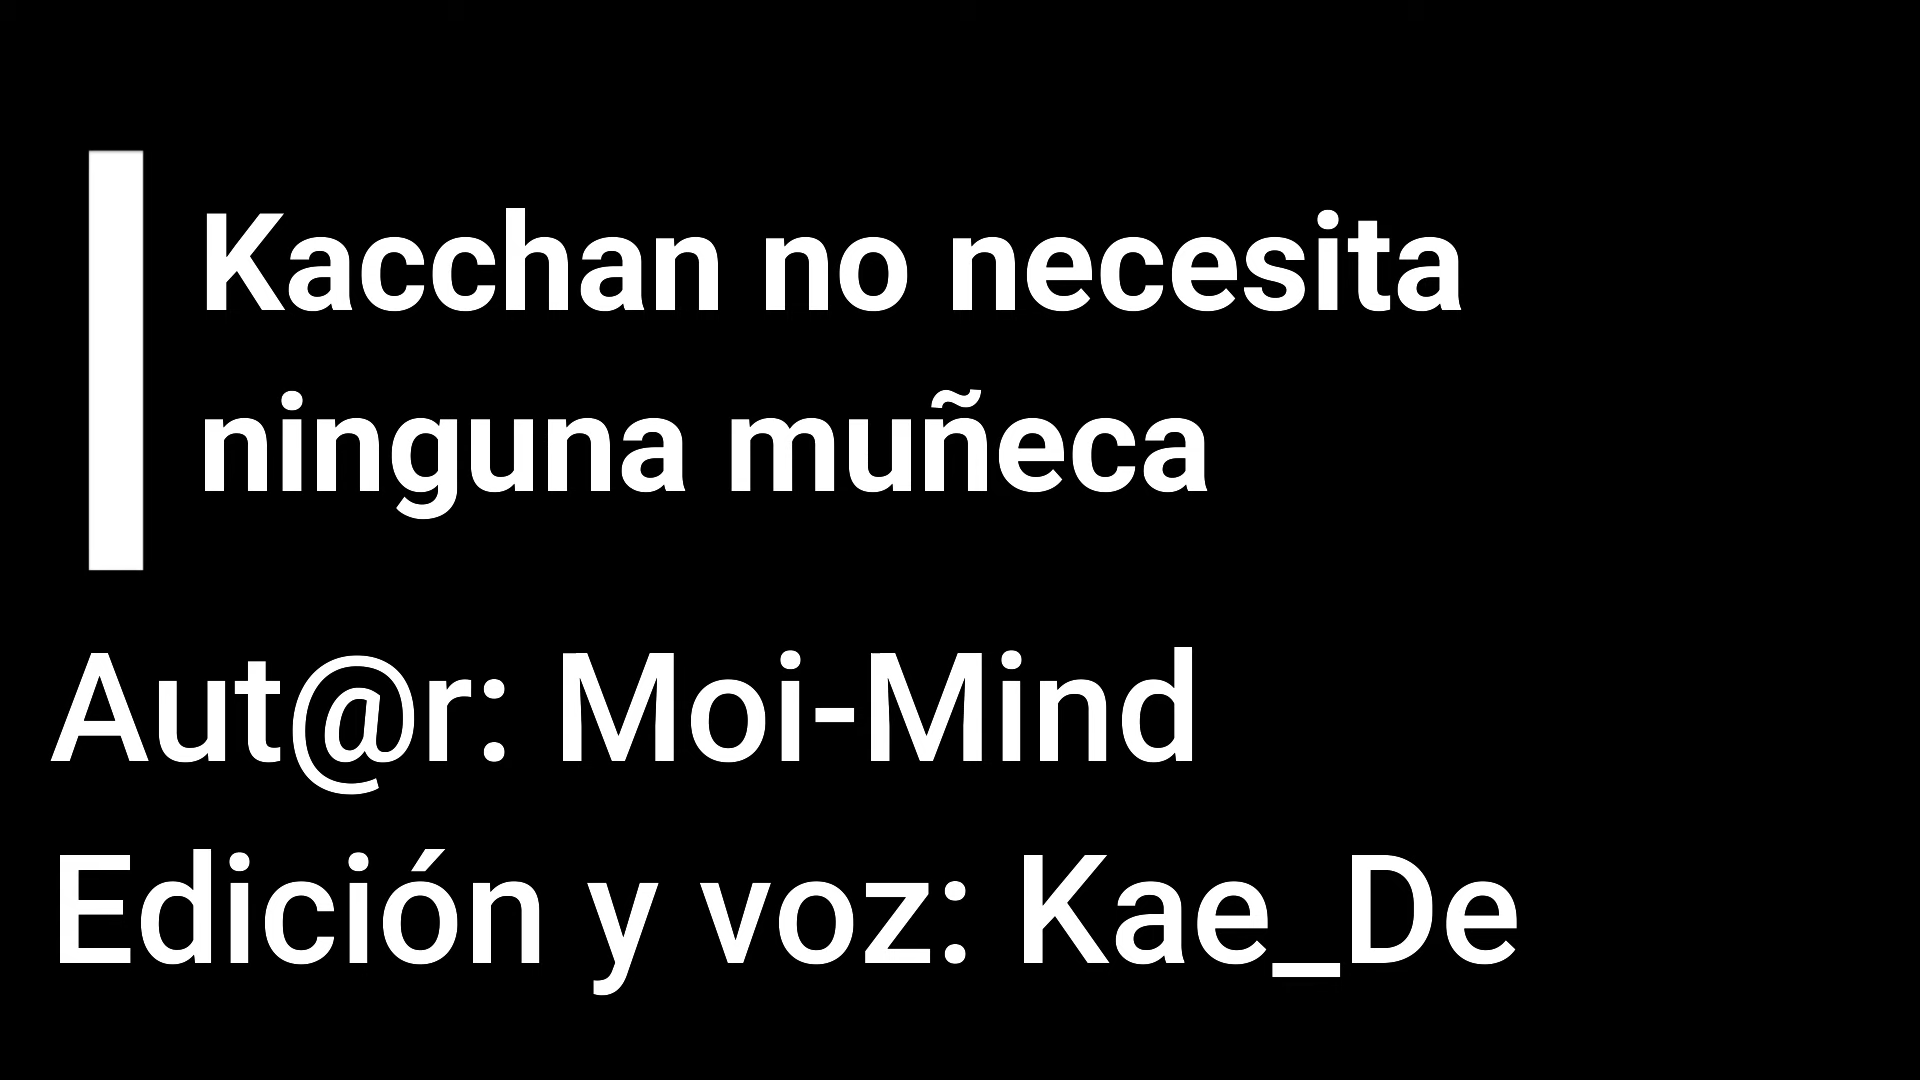 Kacchan no necesita
ninguna muñeca
Aut@r: Moi-Mind
Edición y voz: Kae_De